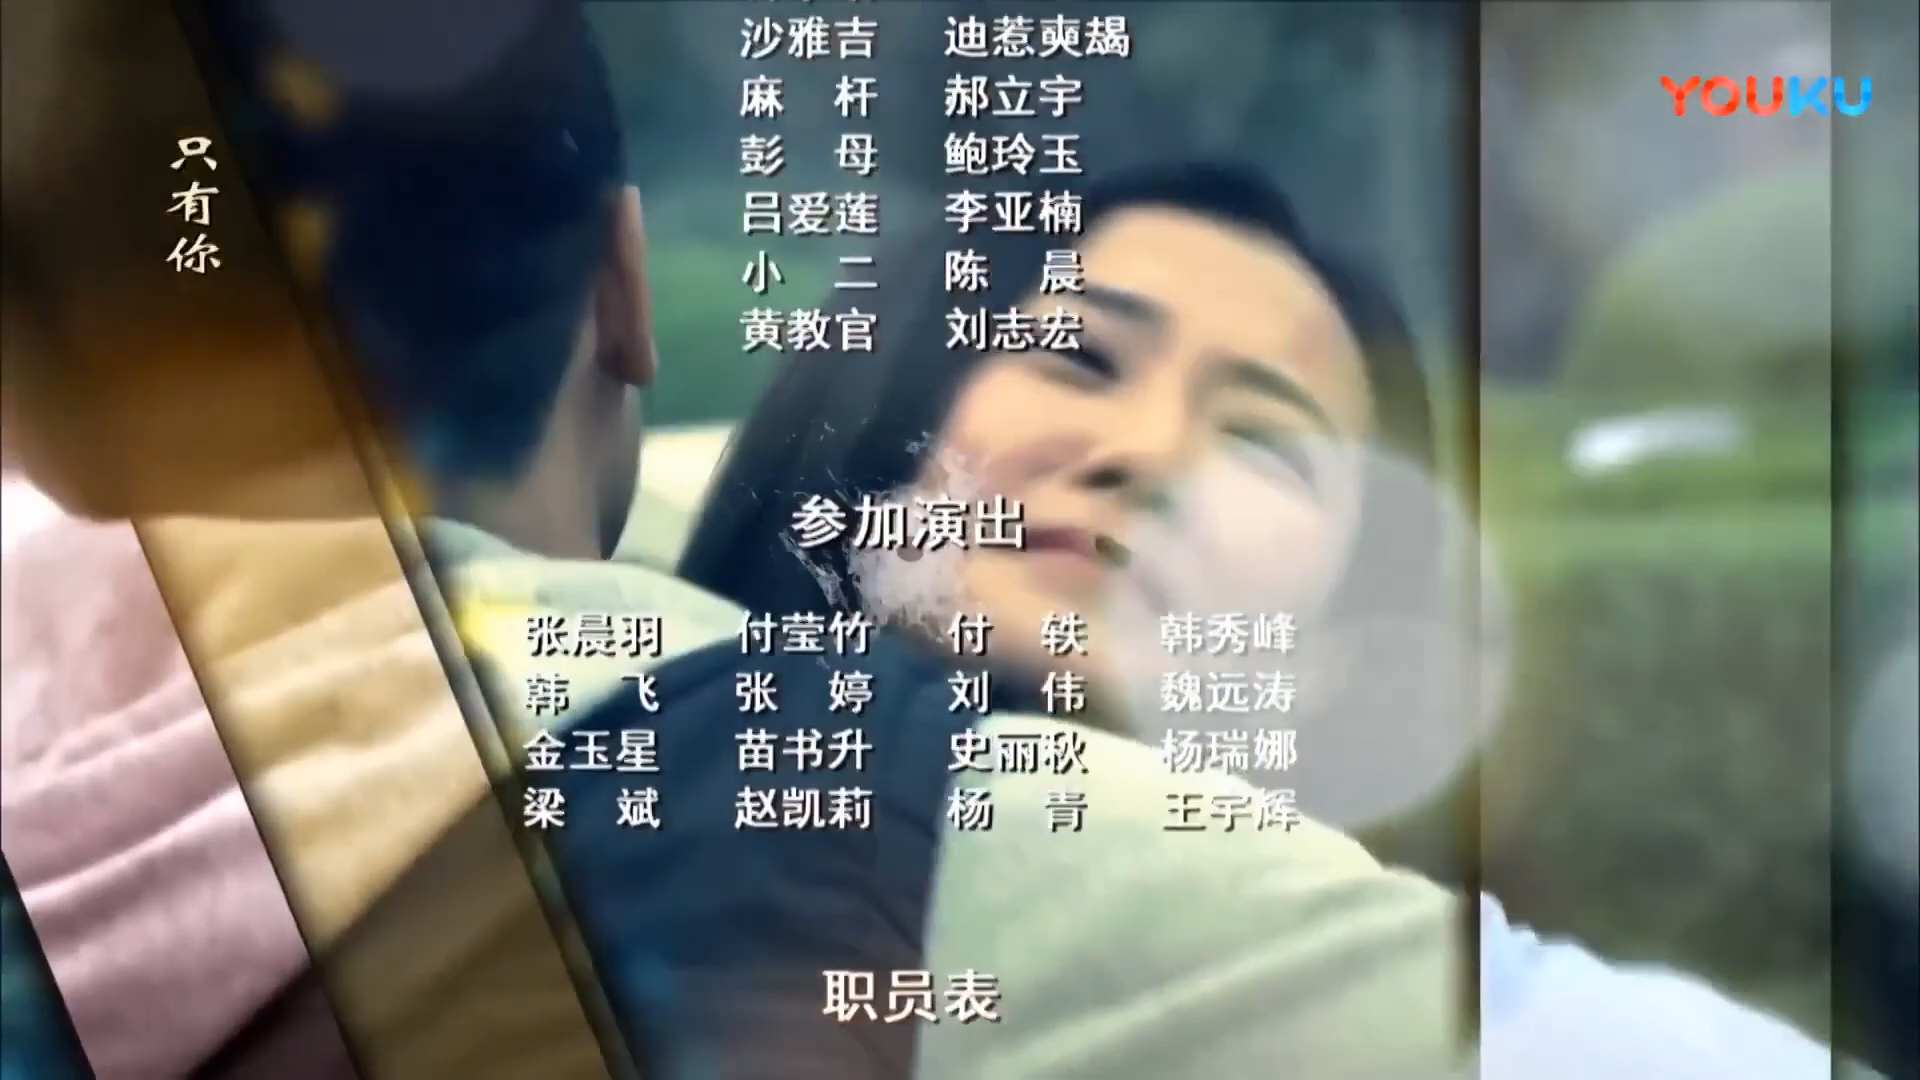 沙雅吉 迪惹奭朅
麻 杆 郝立宇
彭 母 鲍玲玉
吕爱莲 李亚楠
小 二 陈 晨
黄教官 刘志宏
参加演出
张晨羽 付莹竹 付 轶 韩秀峰
韩 飞 张 婷 刘 伟 魏远涛
金玉星 苗书升 史丽秋 杨瑞娜
梁 斌 赵凯莉 杨 青 王宇辉
职员表
只有你
YOUKU